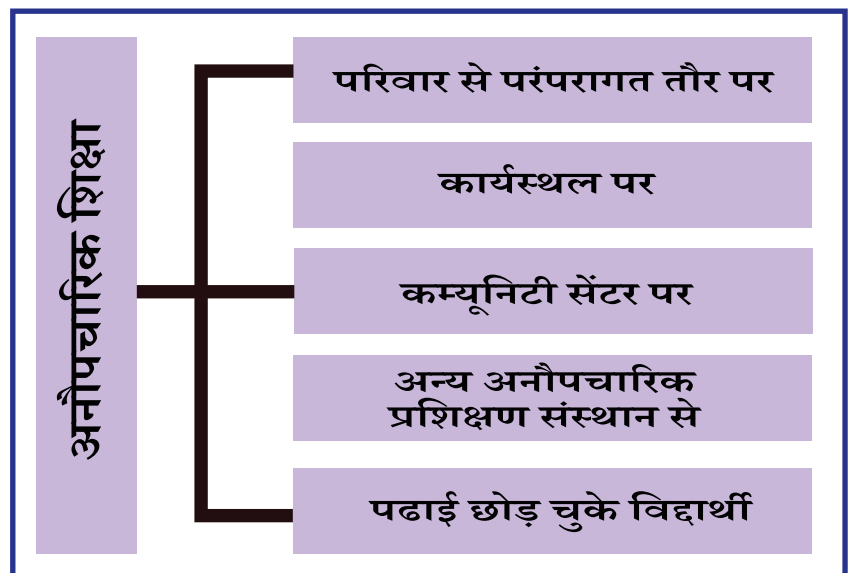 अनौपचारिक शिक्षा
परिवार से परंपरागत तौर पर
कार्यस्थल पर
कम्यूनिटी सेंटर पर
अन्य अनौपचारिक
प्रशिक्षण संस्थान से
पढाई छोड़ चुके विद्दार्थी